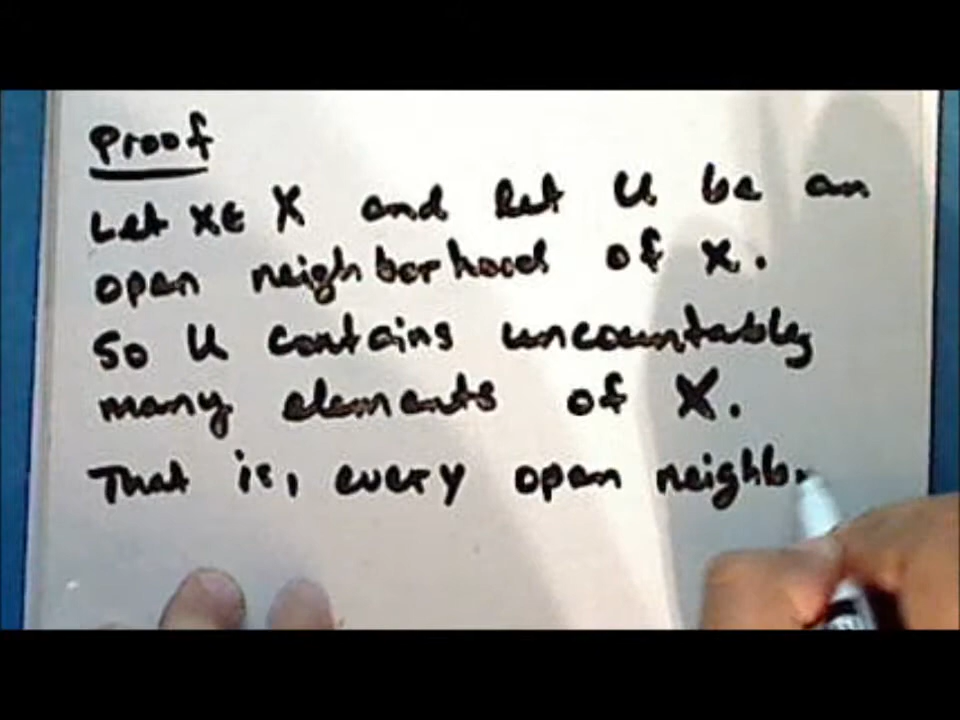 Proof
Let x ∈ X and let U be an
open neighborhood of x.
So U contains uncountably
many elements of X.
That is, every open neighb